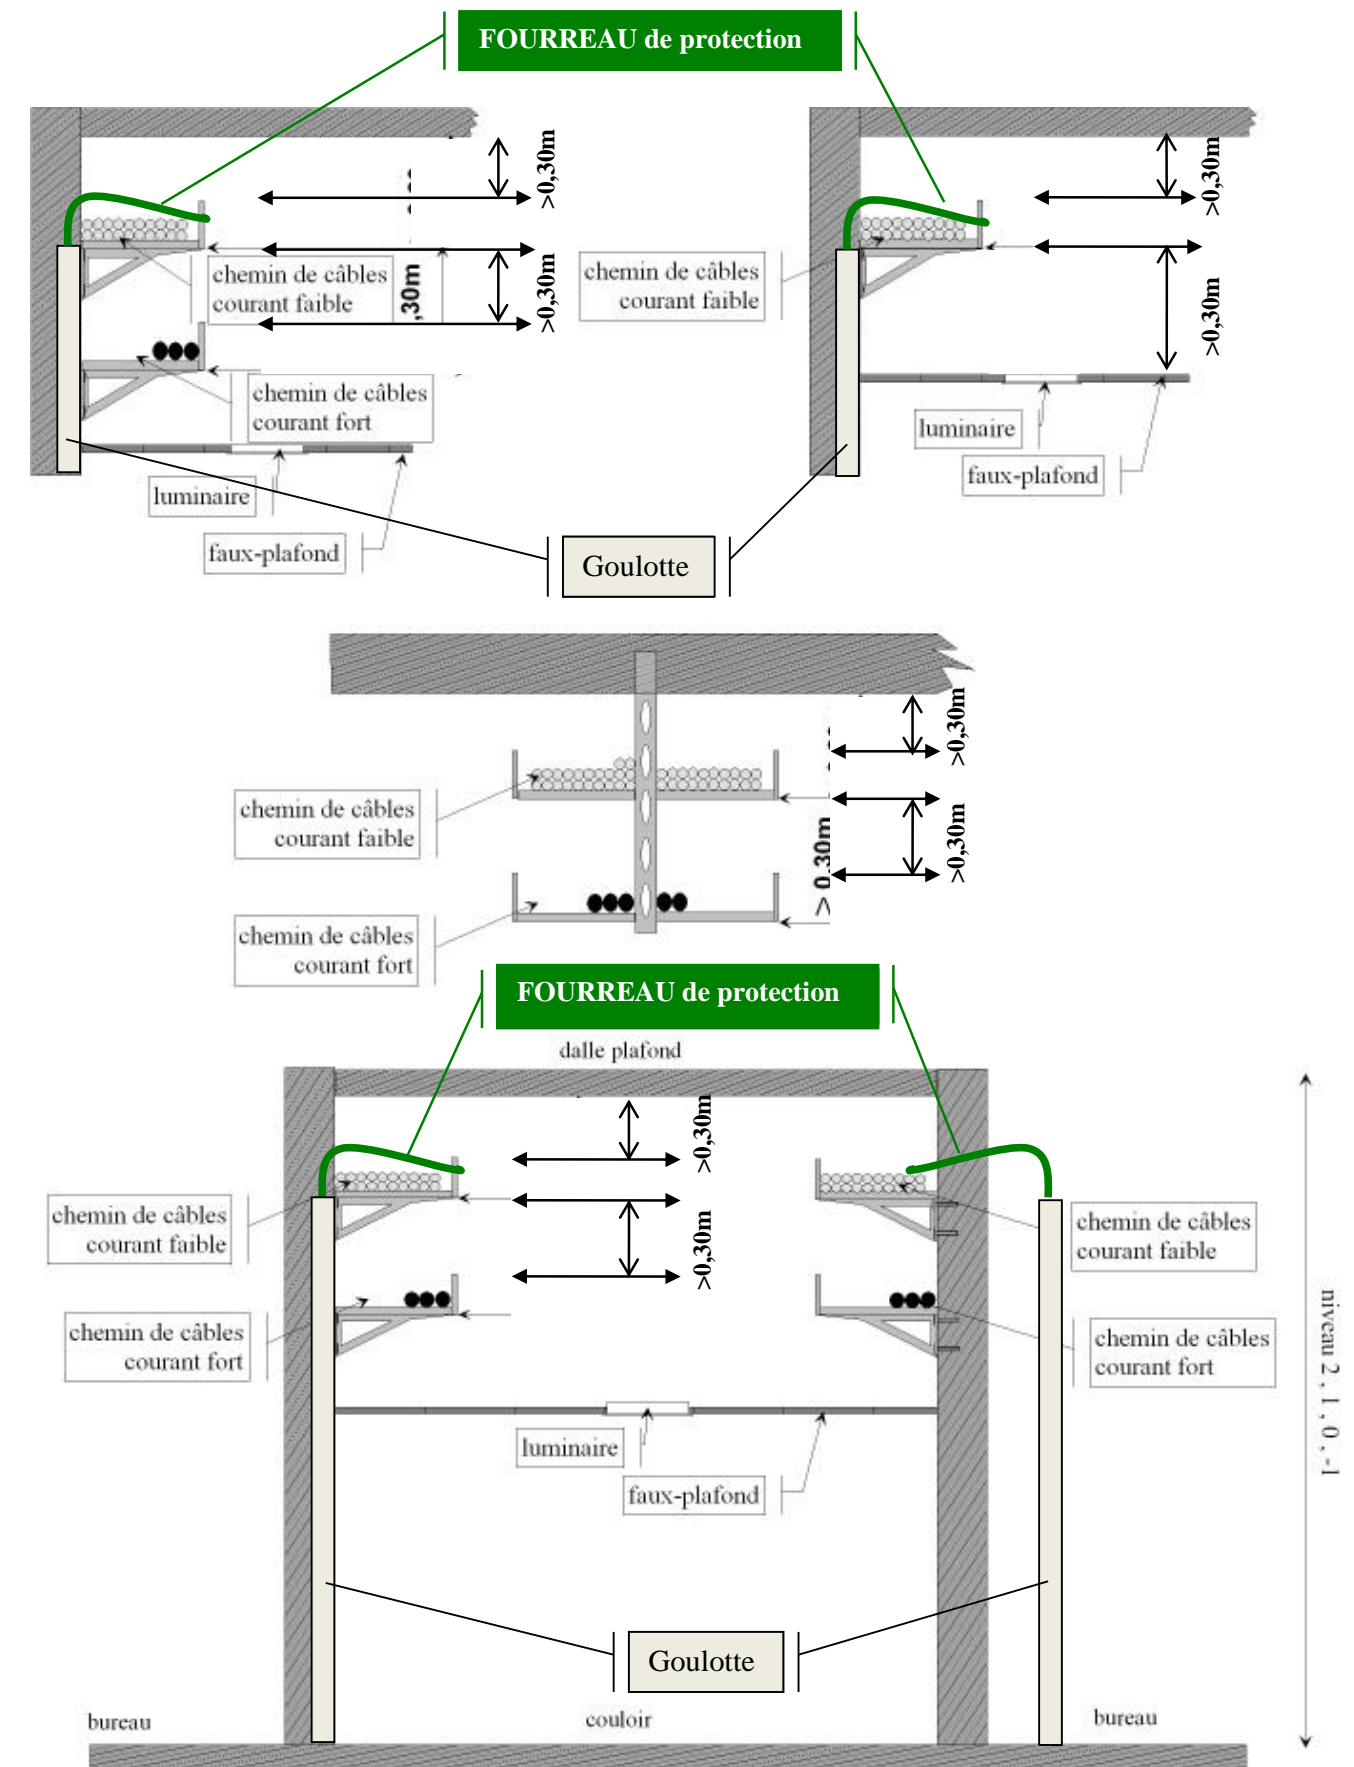 FOURREAU de protection
>0,30m
>0,30m
chemin de câbles
courant faible
,30m
>0,30m
chemin de câbles
courant faible
>0,30m
chemin de câbles
courant fort
luminaire
faux-plafond
luminaire
faux-plafond
Goulotte
>0,30m
chemin de câbles
courant faible
> 0,30m
>0,30m
chemin de câbles
courant fort
FOURREAU de protection
dalle plafond
>0,30m
chemin de câbles
courant faible
>0,30m
chemin de câbles
courant faible
chemin de câbles
courant fort
chemin de câbles
courant fort
niveau 2 , 1 , 0 , -1
luminaire
faux-plafond
Goulotte
bureau
couloir
bureau